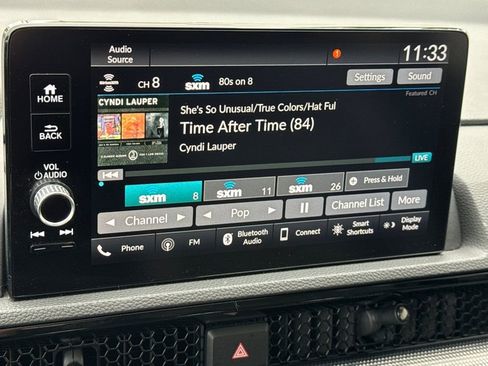 Audio
Source
1
11:33
CH 8
sxm
80s on 8
Settings
Sound
Featured CH
CYNDI LAUPER
She's So Unusual/True Colors/Hat Ful
Time After Time (84)
Cyndi Lauper
LIVE
sxm 8
sxm 11
sxm 26
Press & Hold
Channel
Pop
Channel List
More
Phone
FM
Bluetooth
Audio
Connect
Smart
Shortcuts
Display
Mode
HOME
BACK
VOL
AUDIO